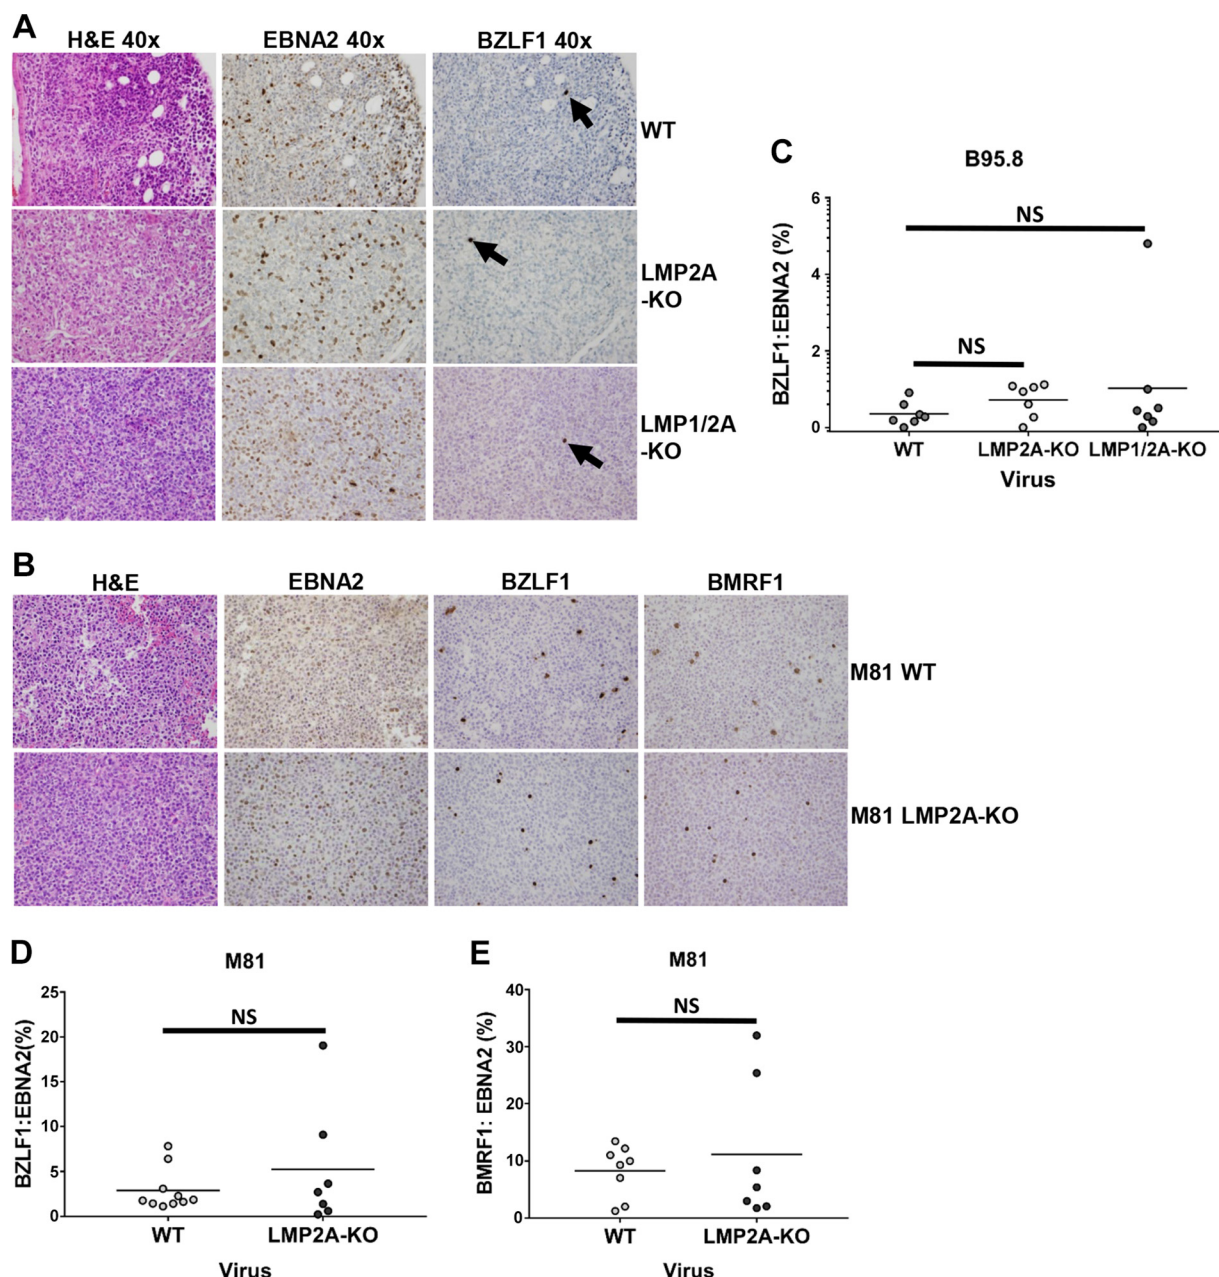 A
H&E 40x EBNA2 40x BZLF1 40x
WT
LMP2A
-KO
LMP1/2A
-KO
C
B95.8
BZLF1:EBNA2 (%)
6
4
2
0
NS
NS
WT LMP2A-KO LMP1/2A-KO
Virus
B
H&E EBNA2 BZLF1 BMRF1
M81 WT
M81 LMP2A-KO
D
M81
BZLF1:EBNA2(%)
25
20
15
10
5
0
NS
WT LMP2A-KO
Virus
E
M81
BMRF1: EBNA2 (%)
40
30
20
10
0
NS
WT LMP2A-KO
Virus